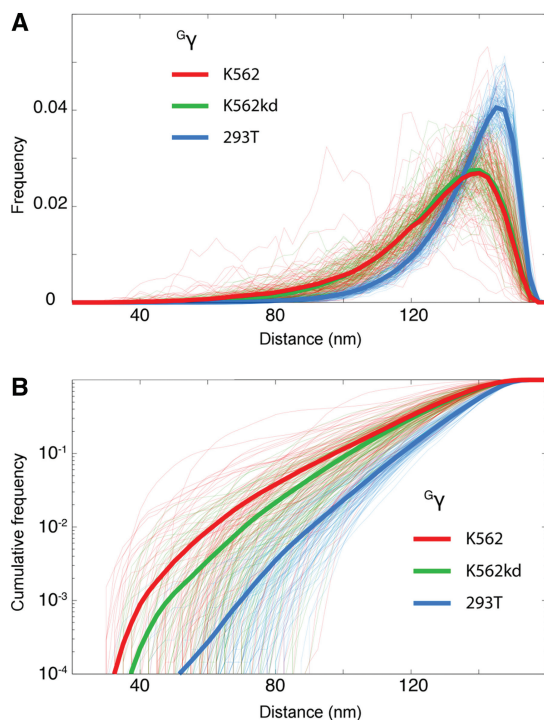 A
ᴳγ
K562
K562kd
293T
0.04
0.02
0
Frequency
40
80
120
Distance (nm)
B
10⁻¹
10⁻²
10⁻³
10⁻⁴
Cumulative frequency
ᴳγ
K562
K562kd
293T
40
80
120
Distance (nm)